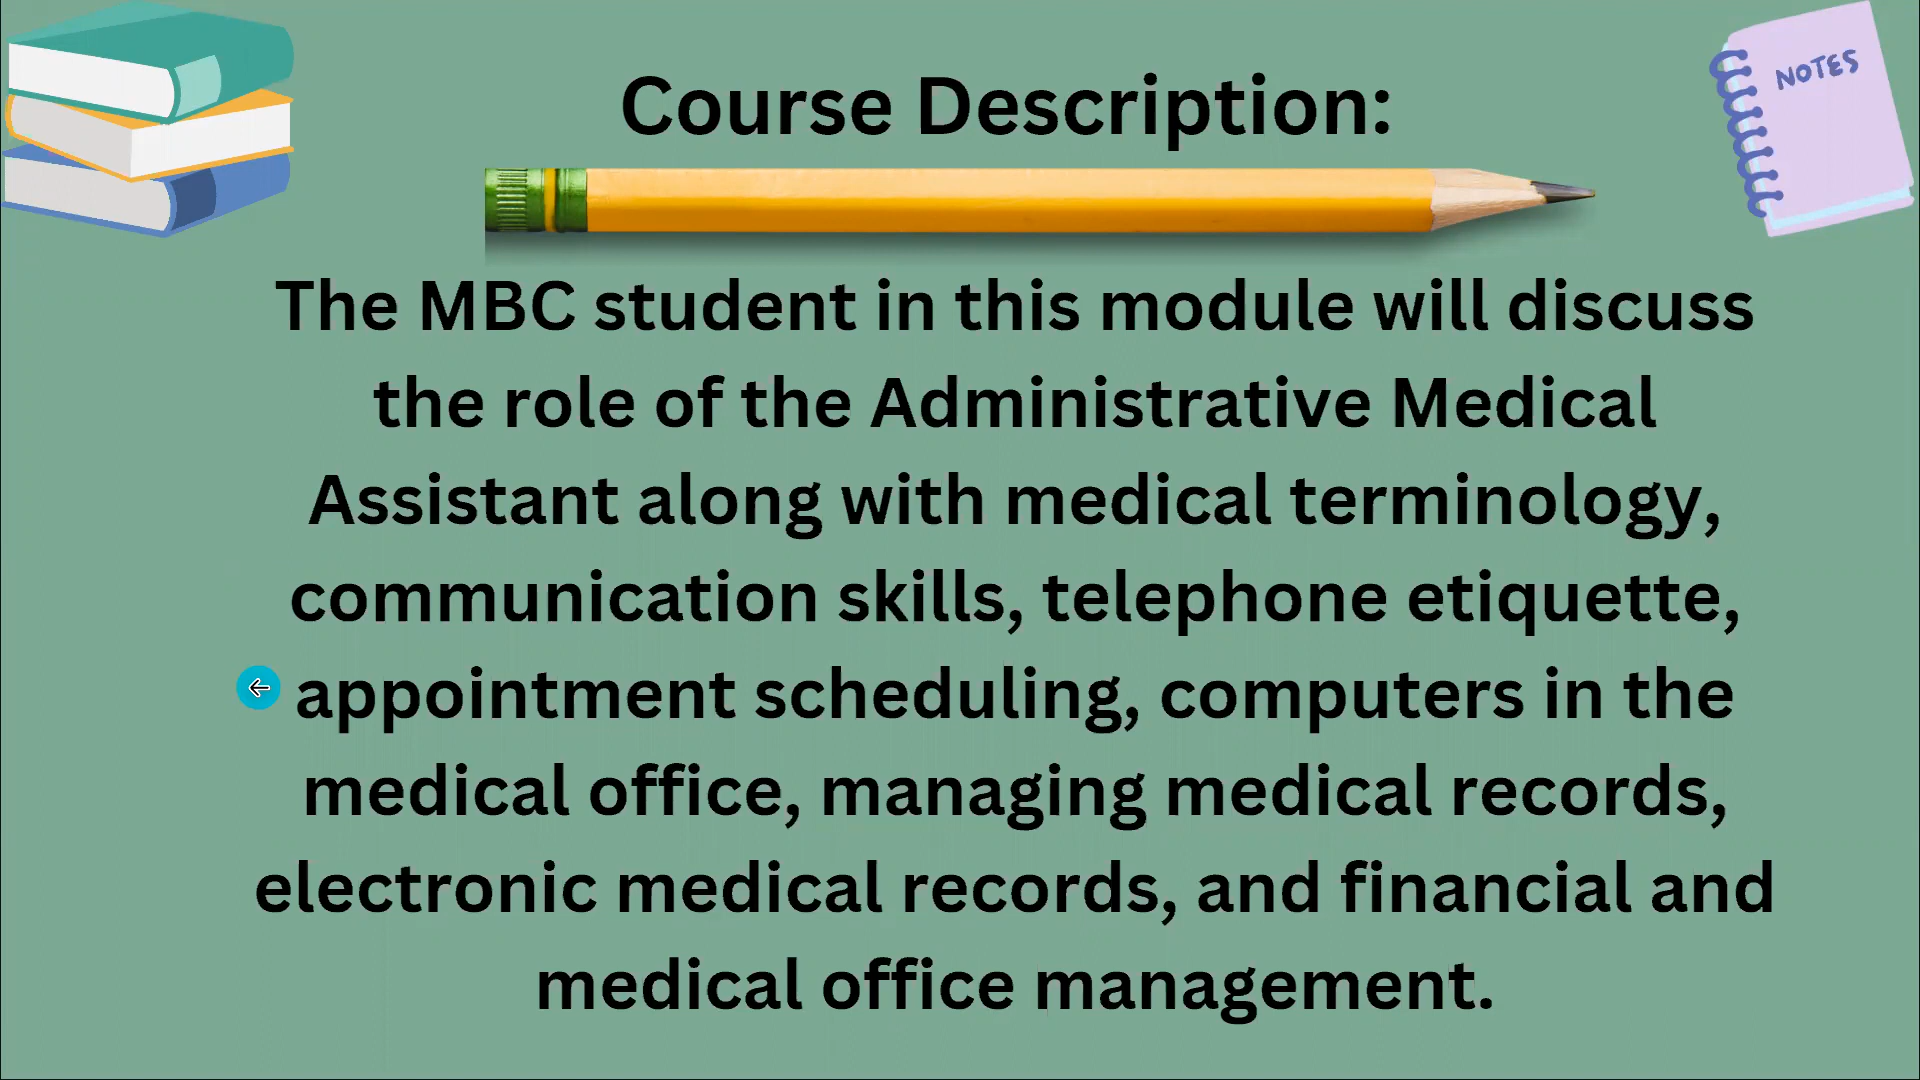 Course Description:
NOTES
The MBC student in this module will discuss
the role of the Administrative Medical
Assistant along with medical terminology,
communication skills, telephone etiquette,
appointment scheduling, computers in the
medical office, managing medical records,
electronic medical records, and financial and
medical office management.